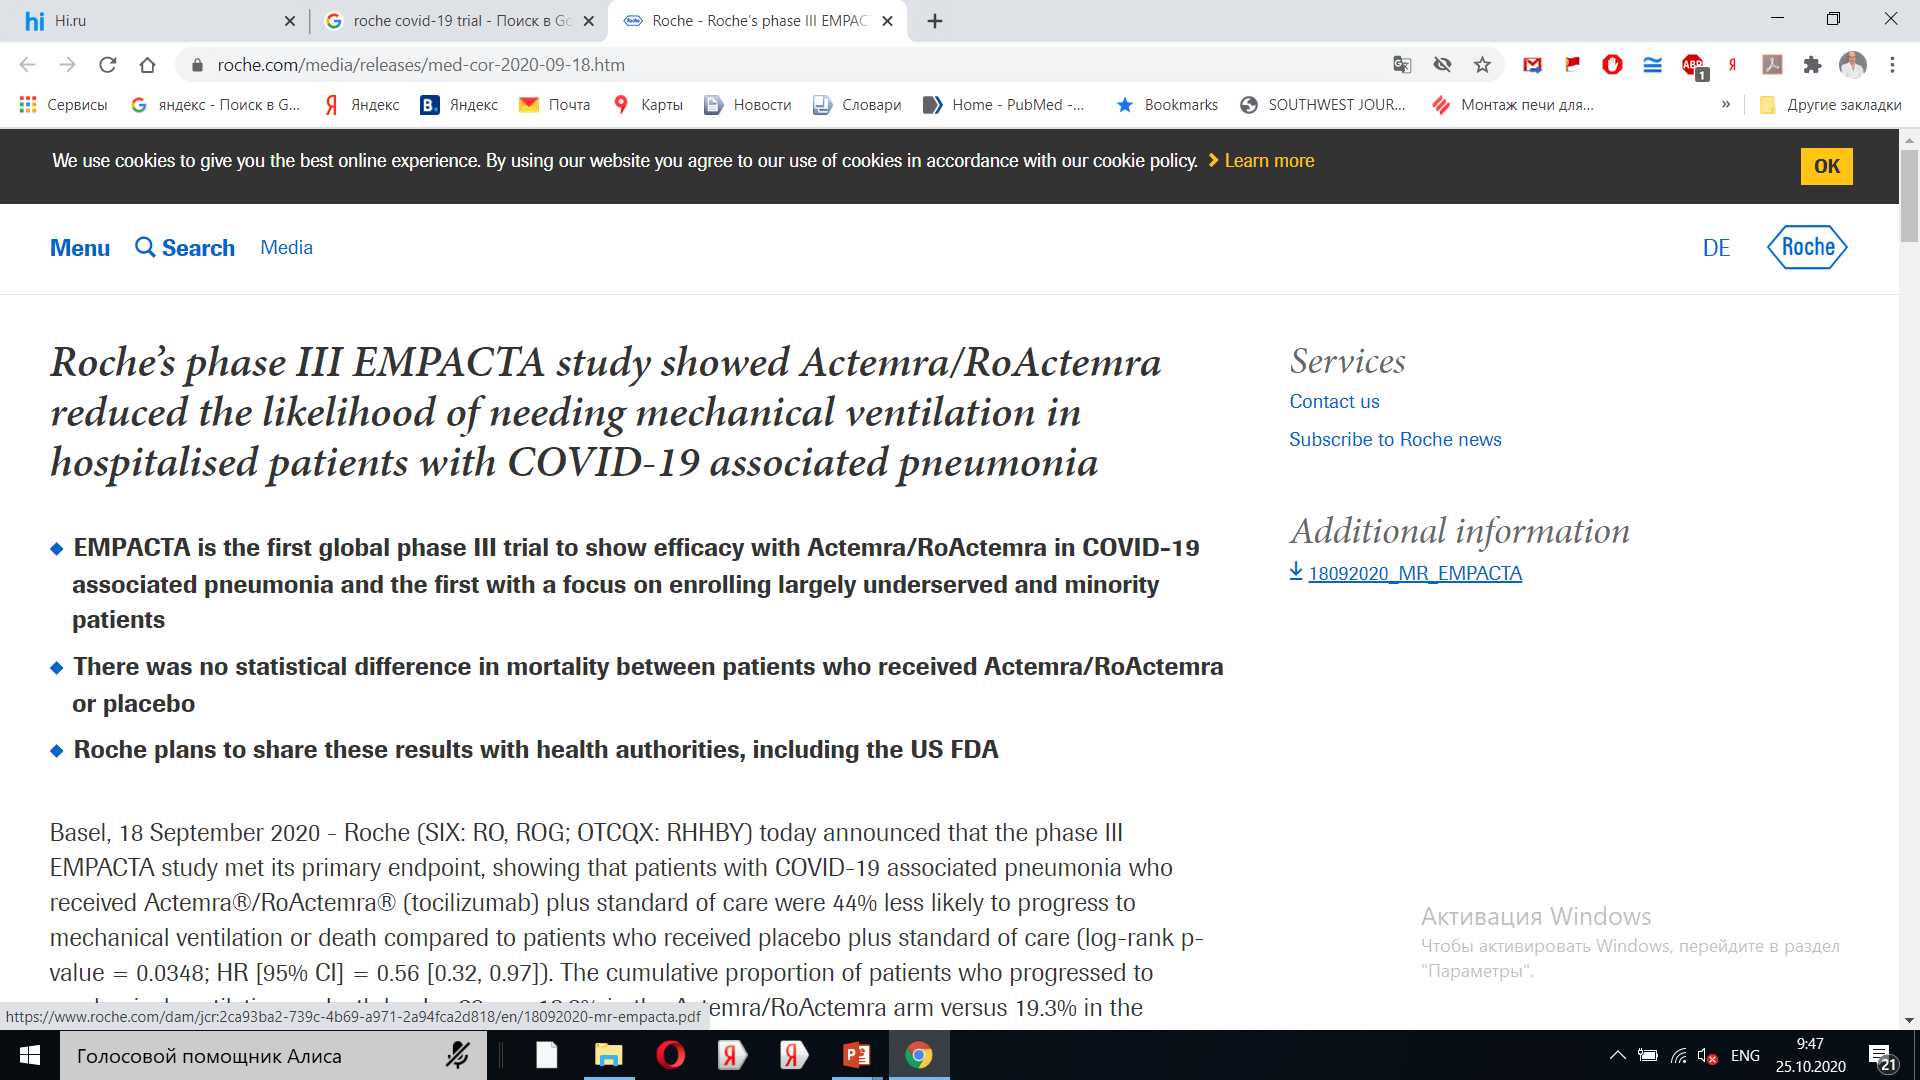 Hi.ru
roche covid-19 trial - Поиск в Go
Roche - Roche's phase III EMPAC
roche.com/media/releases/med-cor-2020-09-18.htm
Сервисы
яндекс - Поиск в G...
Яндекс
Яндекс
Почта
Карты
Новости
Словари
Home - PubMed -...
Bookmarks
SOUTHWEST JOUR...
Монтаж печи для...
»
Другие закладки
We use cookies to give you the best online experience. By using our website you agree to our use of cookies in accordance with our cookie policy. Learn more
OK
Menu
Search
Media
DE
Roche
Roche's phase III EMPACTA study showed Actemra/RoActemra
reduced the likelihood of needing mechanical ventilation in
hospitalised patients with COVID-19 associated pneumonia
EMPACTA is the first global phase III trial to show efficacy with Actemra/RoActemra in COVID-19
associated pneumonia and the first with a focus on enrolling largely underserved and minority
patients
There was no statistical difference in mortality between patients who received Actemra/RoActemra
or placebo
Roche plans to share these results with health authorities, including the US FDA
Basel, 18 September 2020 - Roche (SIX: RO, ROG; OTCQX: RHHBY) today announced that the phase III
EMPACTA study met its primary endpoint, showing that patients with COVID-19 associated pneumonia who
received Actemra®/RoActemra® (tocilizumab) plus standard of care were 44% less likely to progress to
mechanical ventilation or death compared to patients who received placebo plus standard of care (log-rank p-
value = 0.0348; HR [95% CI] = 0.56 [0.32, 0.97]). The cumulative proportion of patients who progressed to
emra/RoActemra arm versus 19.3% in the
Services
Contact us
Subscribe to Roche news
Additional information
18092020_MR_EMPACTA
Активация Windows
Чтобы активировать Windows, перейдите в раздел
"Параметры".
https://www.roche.com/dam/jcr:2ca93ba2-739c-4b69-a971-2a94fca2d818/en/18092020-mr-empacta.pdf
Голосовой помощник Алиса
ENG
9:47
25.10.2020
21